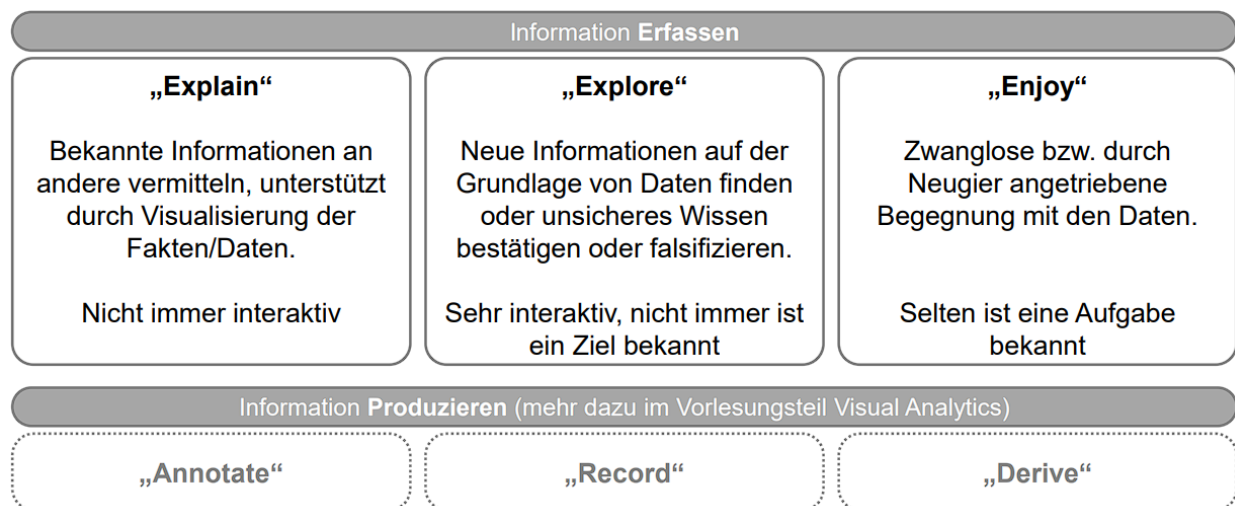 Information Erfassen
„Explain“
Bekannte Informationen an
andere vermitteln, unterstützt
durch Visualisierung der
Fakten/Daten.
Nicht immer interaktiv
„Explore“
Neue Informationen auf der
Grundlage von Daten finden
oder unsicheres Wissen
bestätigen oder falsifizieren.
Sehr interaktiv, nicht immer ist
ein Ziel bekannt
„Enjoy“
Zwanglose bzw. durch
Neugier angetriebene
Begegnung mit den Daten.
Selten ist eine Aufgabe
bekannt
Information Produzieren (mehr dazu im Vorlesungsteil Visual Analytics)
„Annotate“
„Record“
„Derive“